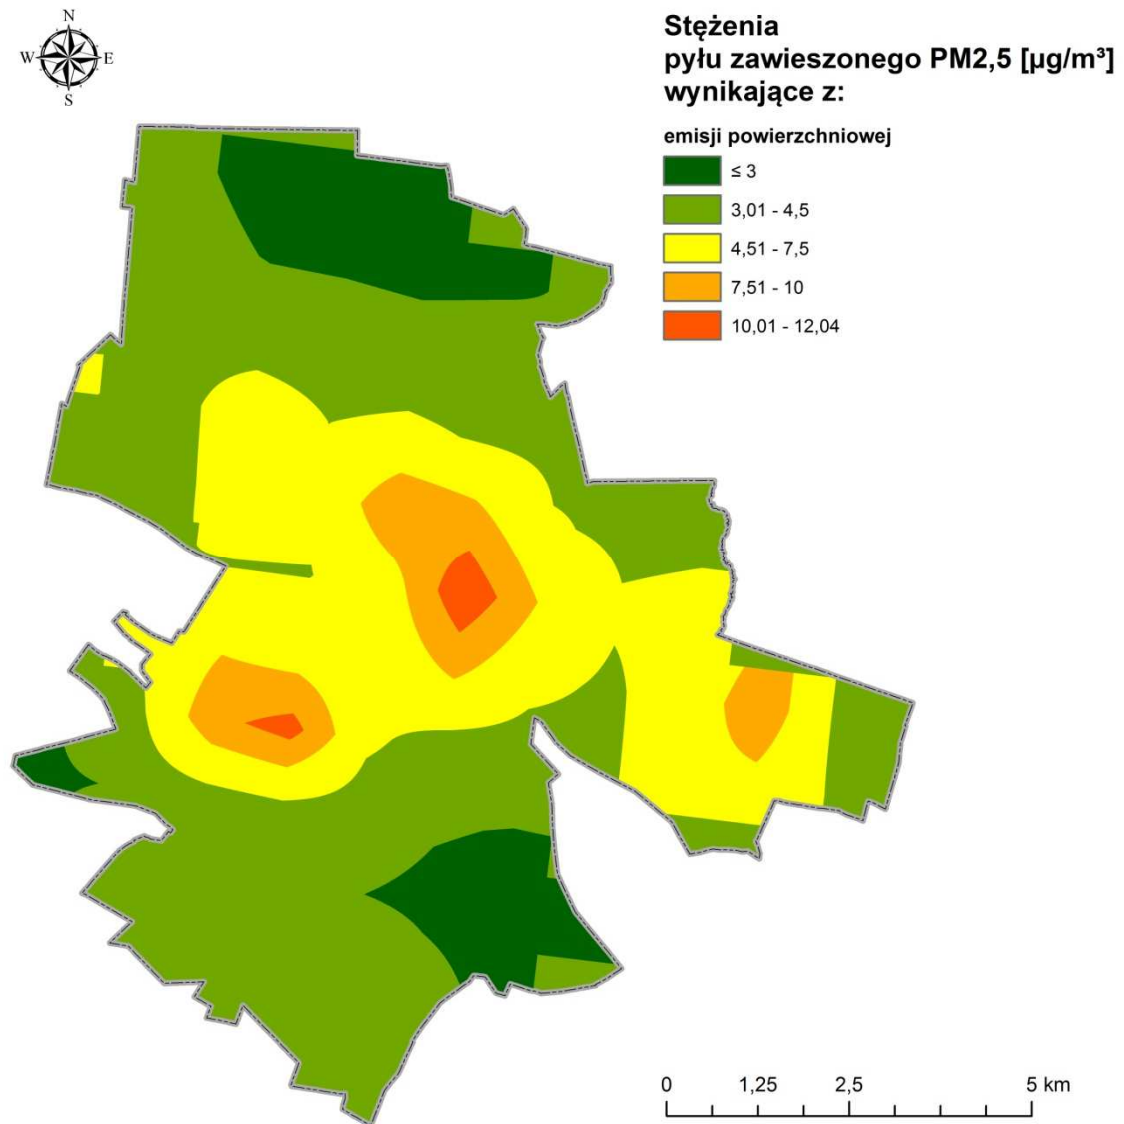 N
W E
S
Stężenia
pyłu zawieszonego PM2,5 [µg/m³]
wynikające z:
emisji powierzchniowej
≤ 3
3,01 - 4,5
4,51 - 7,5
7,51 - 10
10,01 - 12,04
0 1,25 2,5 5 km